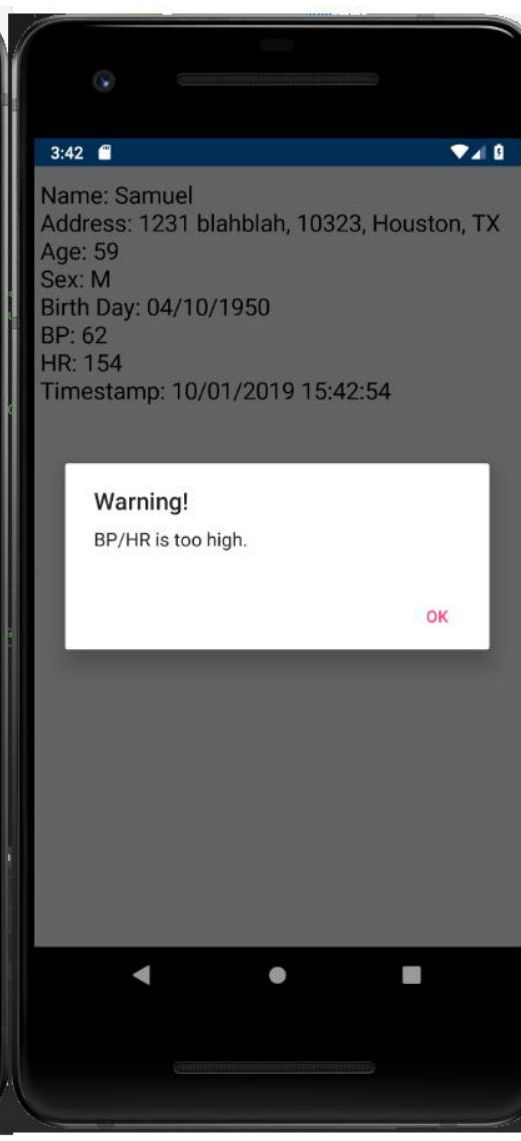 3:42
Name: Samuel
Address: 1231 blahblah, 10323, Houston, TX
Age: 59
Sex: M
Birth Day: 04/10/1950
BP: 62
HR: 154
Timestamp: 10/01/2019 15:42:54
Warning!
BP/HR is too high.
OK